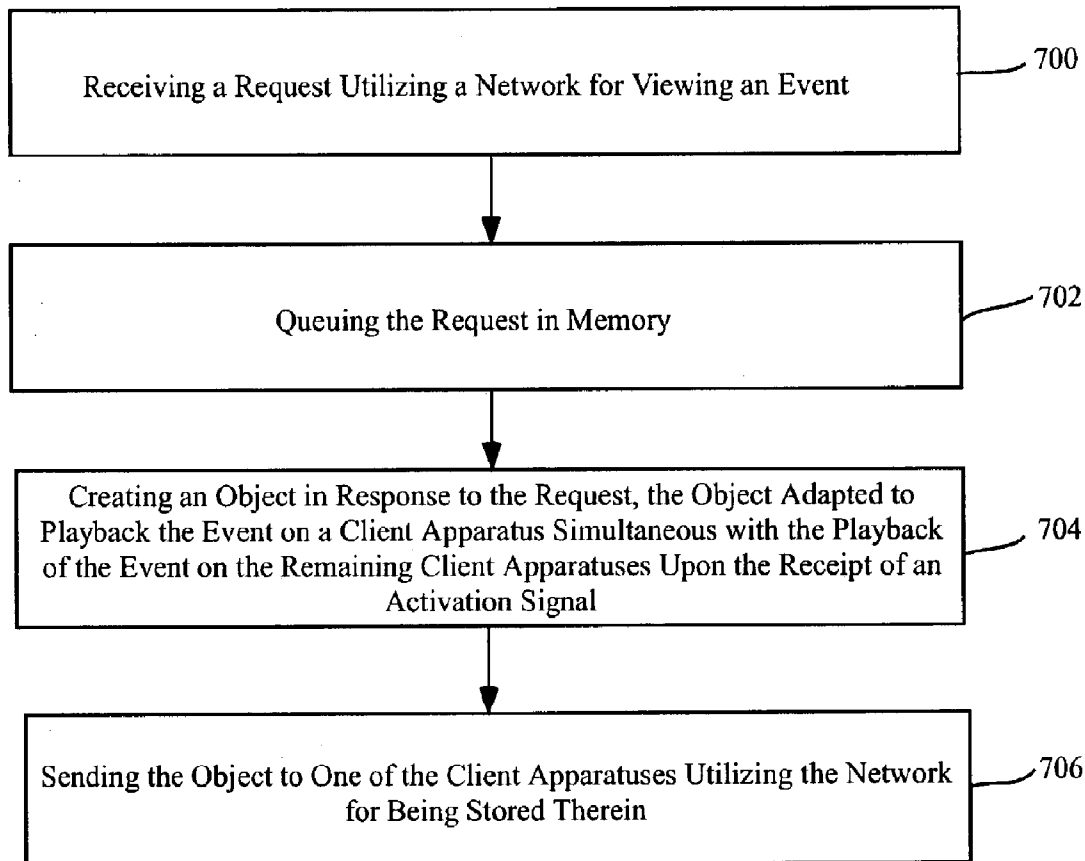 Receiving a Request Utilizing a Network for Viewing an Event
700
Queuing the Request in Memory
702
Creating an Object in Response to the Request, the Object Adapted to
Playback the Event on a Client Apparatus Simultaneous with the Playback
of the Event on the Remaining Client Apparatuses Upon the Receipt of an
Activation Signal
704
Sending the Object to One of the Client Apparatuses Utilizing the Network
for Being Stored Therein
706